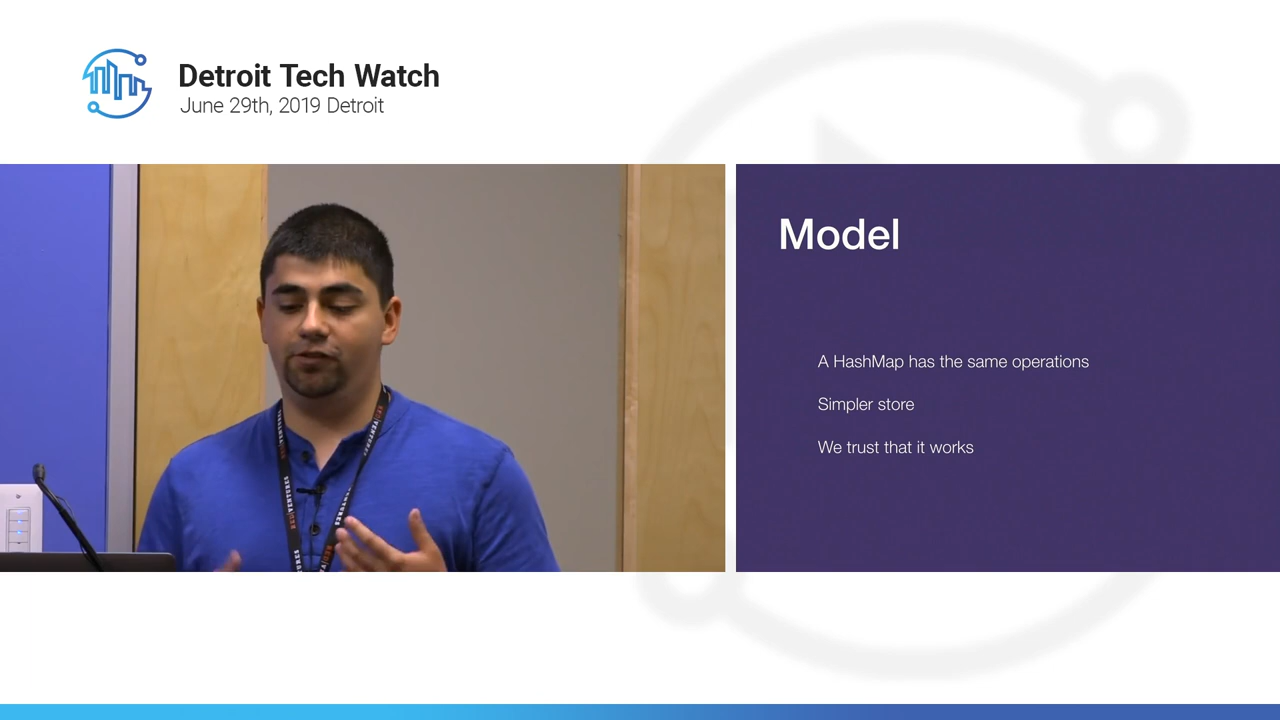 Detroit Tech Watch
June 29th, 2019 Detroit
Model
A HashMap has the same operations
Simpler store
We trust that it works